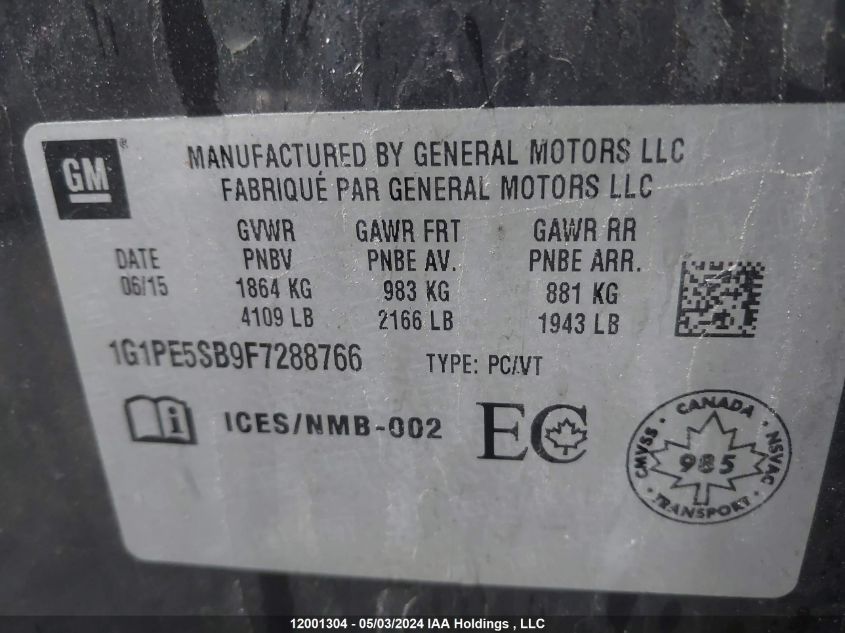 GM
MANUFACTURED BY GENERAL MOTORS LLC
FABRIQUÉ PAR GENERAL MOTORS LLC
DATE
06/15
GVWR
PNBV
1864 KG
4109 LB
GAWR FRT
PNBE AV.
983 KG
2166 LB
GAWR RR
PNBE ARR.
881 KG
1943 LB
1G1PE5SB9F7288766 TYPE: PC/VT
ICES/NMB-002 EC
CANADA
CMVSS 985 NSVAC
TRANSPORT
12001304 - 05/03/2024 IAA Holdings , LLC